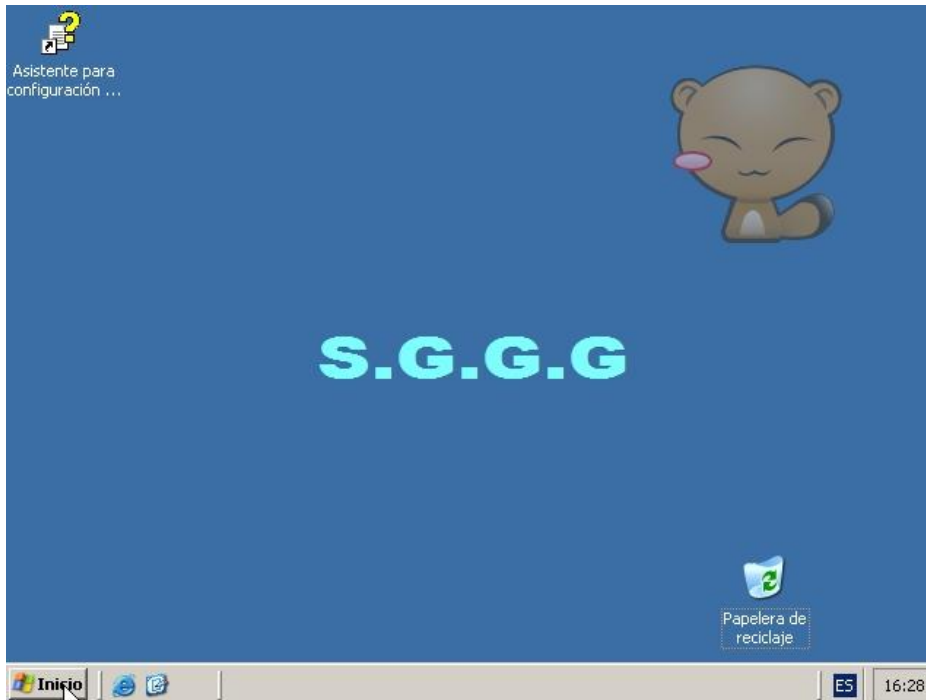 Asistente para
configuración ...
S.G.G.G
Papelera de
reciclaje
Inicio
ES
16:28